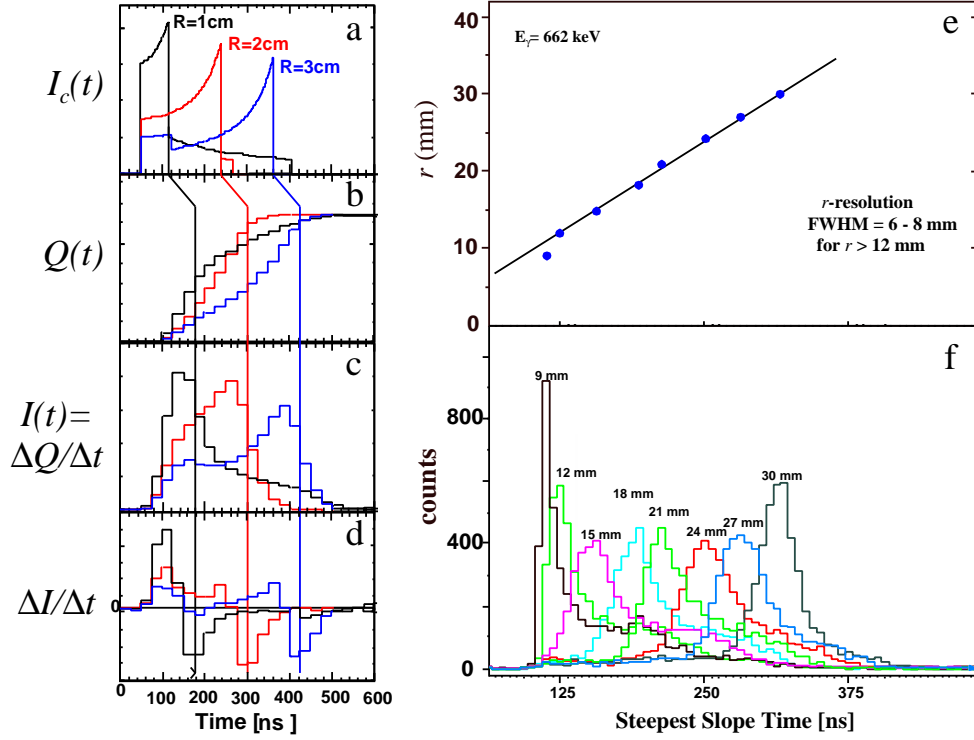 a
R=1cm
R=2cm
R=3cm
I_c(t)
b
Q(t)
c
I(t)=
ΔQ/Δt
d
ΔI/Δt
0
0 100 200 300 400 500 600
Time [ns ]
e
E_γ= 662 keV
40
30
20
10
0
r (mm)
r-resolution
FWHM = 6 - 8 mm
for r > 12 mm
f
9 mm
12 mm
15 mm
18 mm
21 mm
24 mm
27 mm
30 mm
800
400
0
counts
125 250 375
Steepest Slope Time [ns]